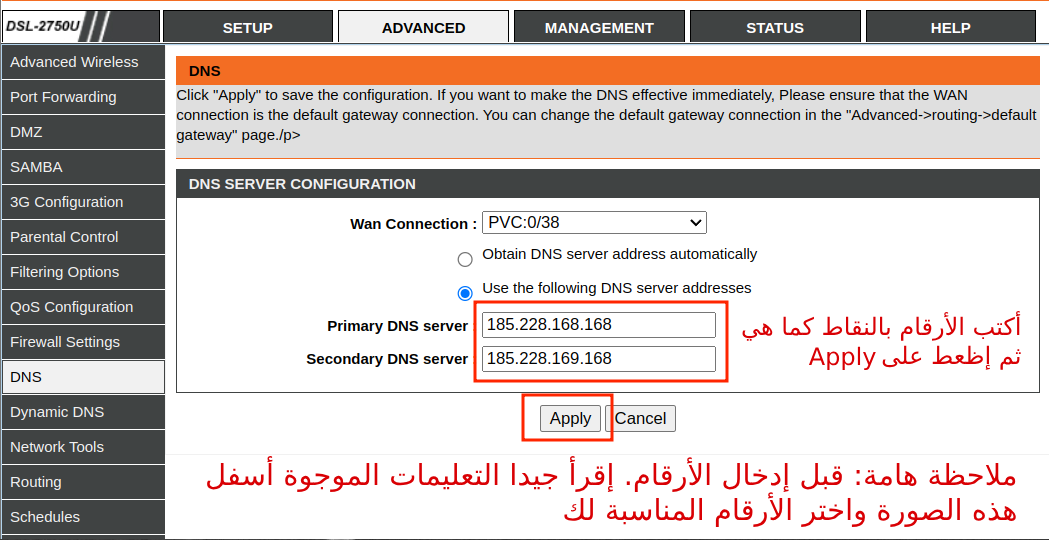 DSL-2750U
SETUP
ADVANCED
MANAGEMENT
STATUS
HELP
Advanced Wireless
Port Forwarding
DMZ
SAMBA
3G Configuration
Parental Control
Filtering Options
QoS Configuration
Firewall Settings
DNS
Dynamic DNS
Network Tools
Routing
Schedules
DNS
Click "Apply" to save the configuration. If you want to make the DNS effective immediately, Please ensure that the WAN
connection is the default gateway connection. You can change the default gateway connection in the "Advanced->routing->default
gateway" page./p>
DNS SERVER CONFIGURATION
Wan Connection : PVC:0/38
Obtain DNS server address automatically
Use the following DNS server addresses
Primary DNS server 185.228.168.168
Secondary DNS server 185.228.169.168
أكتب الأرقام بالنقاط كما هي
ثم إظعط على Apply
Apply Cancel
ملاحظة هامة: قبل إدخال الأرقام. إقرأ جيدا التعليمات الموجوة أسفل
هذه الصورة واختر الأرقام المناسبة لك